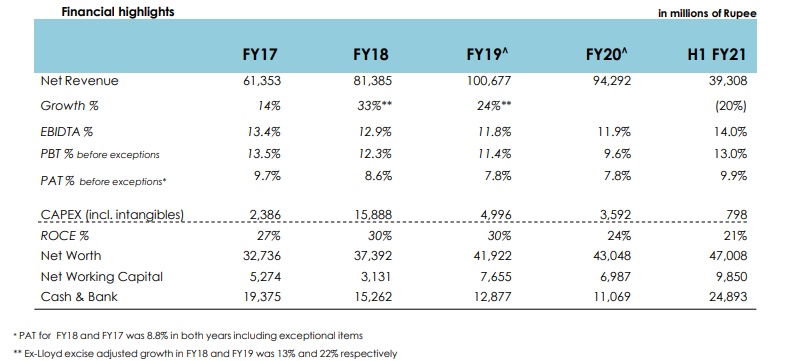 Financial highlights in millions of Rupee
FY17 FY18 FY19^ FY20^ H1 FY21
Net Revenue 61,353 81,385 100,677 94,292 39,308
Growth % 14% 33%** 24%** (20%)
EBIDTA % 13.4% 12.9% 11.8% 11.9% 14.0%
PBT % before exceptions 13.5% 12.3% 11.4% 9.6% 13.0%
PAT % before exceptions* 9.7% 8.6% 7.8% 7.8% 9.9%
CAPEX (incl. intangibles) 2,386 15,888 4,996 3,592 798
ROCE % 27% 30% 30% 24% 21%
Net Worth 32,736 37,392 41,922 43,048 47,008
Net Working Capital 5,274 3,131 7,655 6,987 9,850
Cash & Bank 19,375 15,262 12,877 11,069 24,893
* PAT for FY18 and FY17 was 8.8% in both years including exceptional items
** Ex-Lloyd excise adjusted growth in FY18 and FY19 was 13% and 22% respectively